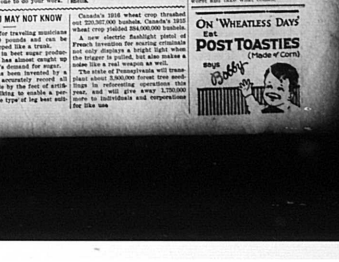 MAY NOT KNOW
for traveling musicians
pounds and can be
ped like a trunk.
in beet sugar produc-
has almost caught up
demand for sugar.
been invented by a
accurately record all
by the feet of artifi-
king to enable a per-
type of leg best suit-
Canada's 1916 wheat crop thrashed
out 220,367,000 bushels. Canada's 1915
wheat crop yielded 394,000,000 bushels.
A new electric flashlight pistol of
French invention for scaring criminals
not only displays a bright light when
the trigger is pulled, but also makes a
noise like a real weapon as well.
The state of Pennsylvania will trans-
plant about 3,900,000 forest tree seed-
lings in reforesting operations this
year, and will give away 1,750,000
more to individuals and corporations
for like use
ON 'WHEATLESS DAYS'
Eat
POST TOASTIES
(Made of Corn)
says
Bobby